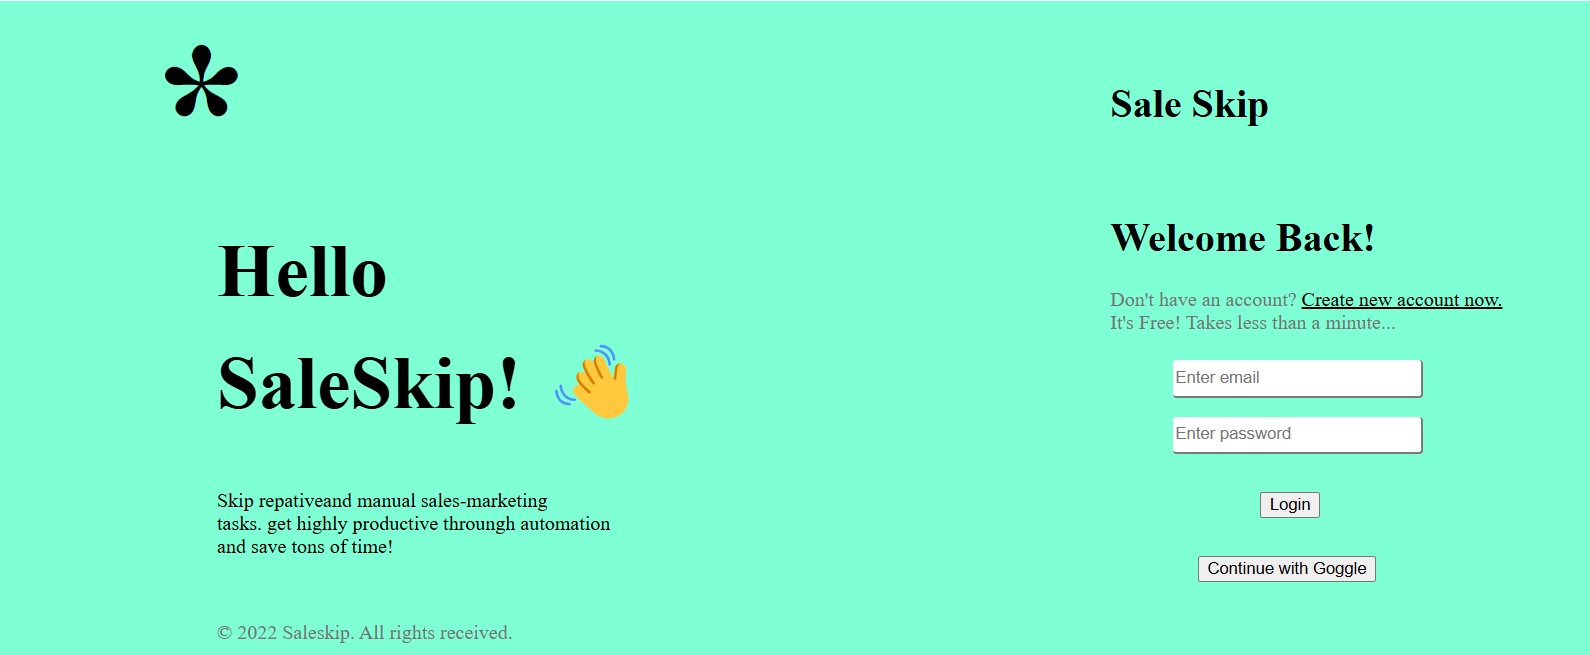 Hello
SaleSkip!
Skip repativeand manual sales-marketing
tasks. get highly productive throungh automation
and save tons of time!
© 2022 Saleskip. All rights received.
Sale Skip
Welcome Back!
Don't have an account? Create new account now.
It's Free! Takes less than a minute...
Enter email
Enter password
Login
Continue with Goggle